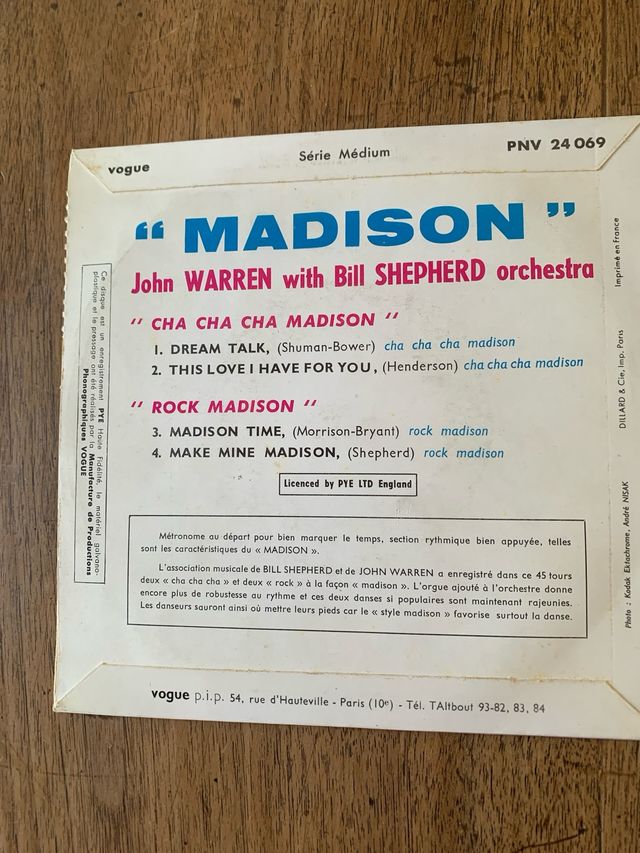 vogue
Série Médium
PNV 24 069
“ MADISON ”
John WARREN with Bill SHEPHERD orchestra
“ CHA CHA CHA MADISON “
1. DREAM TALK, (Shuman-Bower) cha cha cha madison
2. THIS LOVE I HAVE FOR YOU, (Henderson) cha cha cha madison
“ ROCK MADISON “
3. MADISON TIME, (Morrison-Bryant) rock madison
4. MAKE MINE MADISON, (Shepherd) rock madison
Licenced by PYE LTD England
Métronome au départ pour bien marquer le temps, section rythmique bien appuyée, telles
sont les caractéristiques du « MADISON ».
L'association musicale de BILL SHEPHERD et de JOHN WARREN a enregistré dans ce 45 tours
deux « cha cha cha » et deux « rock » à la façon « madison ». L'orgue ajouté à l'orchestre donne
encore plus de robustesse au rythme et ces deux danses si populaires sont maintenant rajeunies.
Les danseurs sauront ainsi où mettre leurs pieds car le « style madison » favorise surtout la danse.
vogue p.i.p. 54, rue d'Hauteville - Paris (10e) - Tél. TAItbout 93-82, 83, 84
Ce disque est un enregistrement PYE Haute Fidélité, le matériel galvano-
plastique et le pressage ont été réalisés par la Manufacture de Productions
Phonographiques VOGUE
Imprimé en France
DILLARD & Cie, Imp. Paris
Photo : Kodak Ektachrome, André NISAK